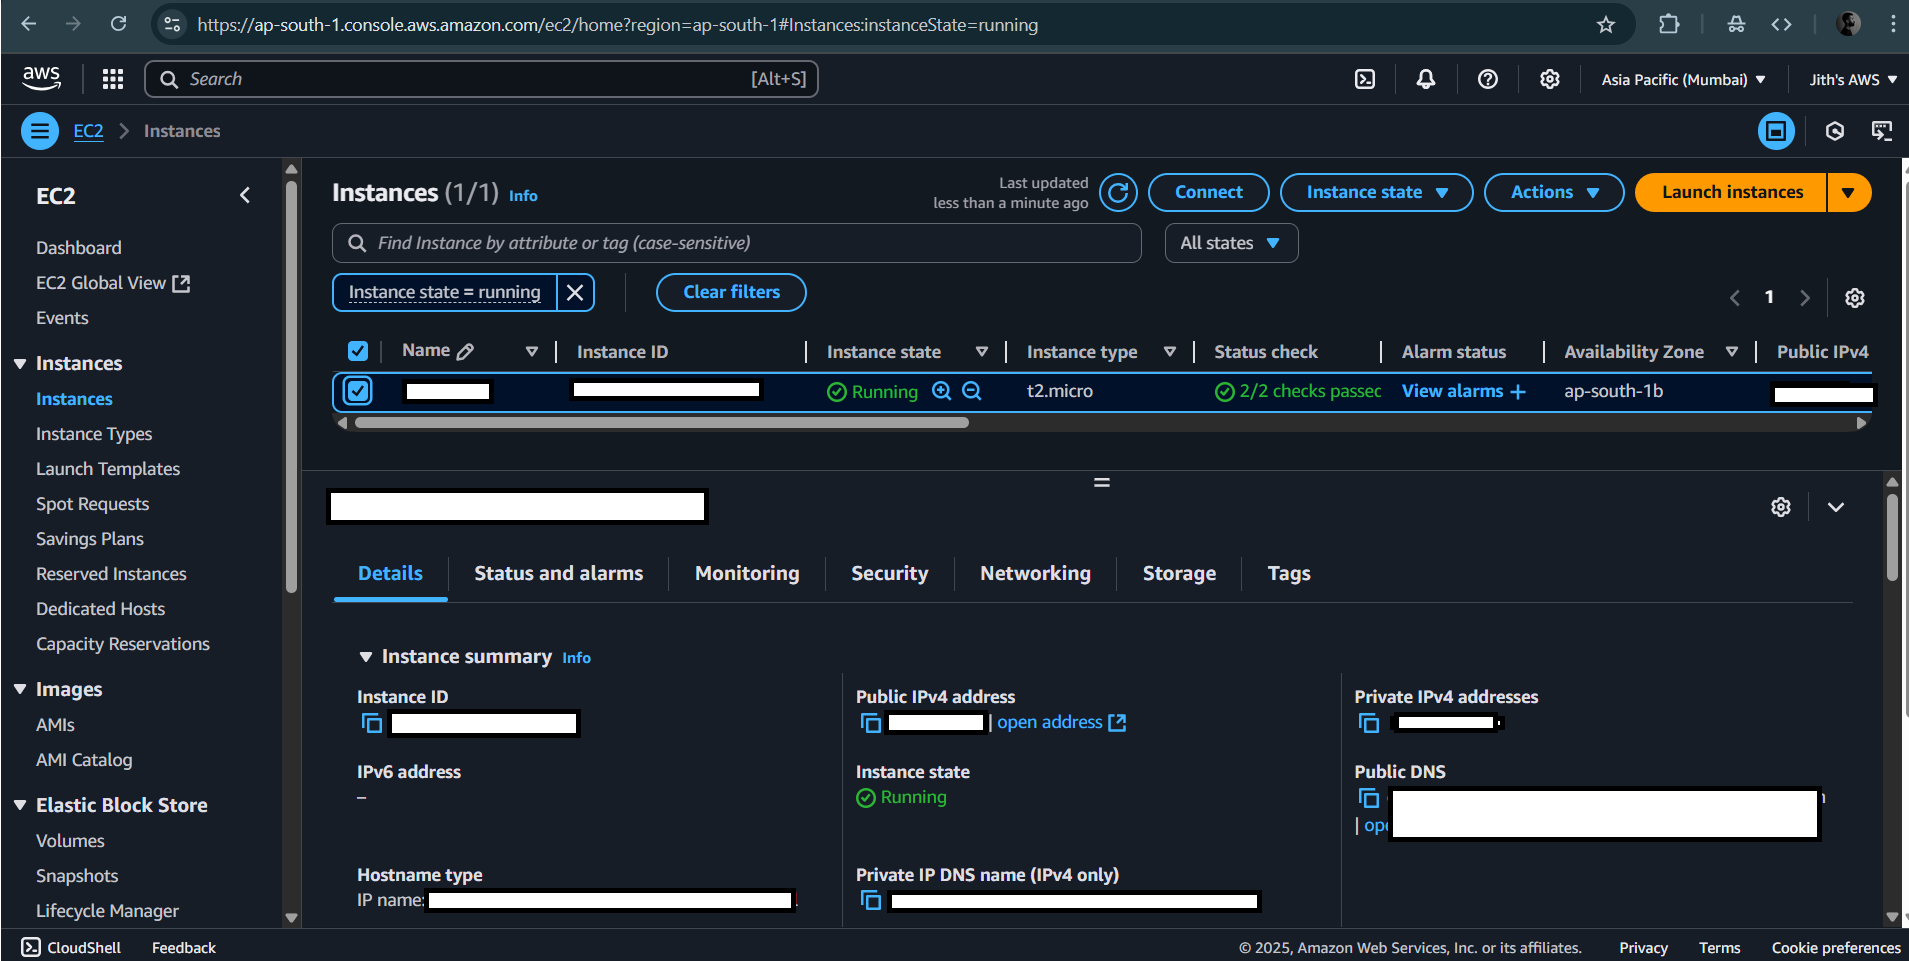 https://ap-south-1.console.aws.amazon.com/ec2/home?region=ap-south-1#Instances:instanceState=running
aws
Search [Alt+S]
Asia Pacific (Mumbai)
Jith's AWS
EC2 > Instances
EC2
Dashboard
EC2 Global View
Events
Instances
Instances
Instance Types
Launch Templates
Spot Requests
Savings Plans
Reserved Instances
Dedicated Hosts
Capacity Reservations
Images
AMIs
AMI Catalog
Elastic Block Store
Volumes
Snapshots
Lifecycle Manager
Instances (1/1) Info
Last updated
less than a minute ago
Connect
Instance state
Actions
Launch instances
Find Instance by attribute or tag (case-sensitive)
All states
Instance state = running
Clear filters
1
Name Instance ID Instance state Instance type Status check Alarm status Availability Zone Public IPv4
Running t2.micro 2/2 checks passec View alarms + ap-south-1b
Details Status and alarms Monitoring Security Networking Storage Tags
Instance summary Info
Instance ID
Public IPv4 address
| open address
Private IPv4 addresses
IPv6 address
–
Instance state
Running
Public DNS
| ope
Hostname type
IP name:
Private IP DNS name (IPv4 only)
CloudShell Feedback
© 2025, Amazon Web Services, Inc. or its affiliates. Privacy Terms Cookie preferences